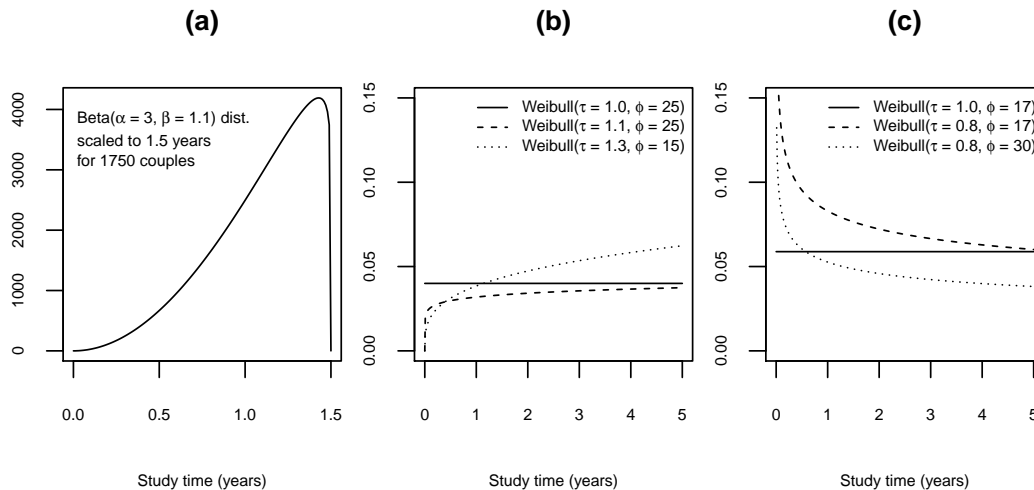 (a)
Beta(α = 3, β = 1.1) dist.
scaled to 1.5 years
for 1750 couples
4000
3000
2000
1000
0
0.0 0.5 1.0 1.5
Study time (years)
(b)
Weibull(τ = 1.0, ϕ = 25)
Weibull(τ = 1.1, ϕ = 25)
Weibull(τ = 1.3, ϕ = 15)
0.15
0.10
0.05
0.00
0 1 2 3 4 5
Study time (years)
(c)
Weibull(τ = 1.0, ϕ = 17)
Weibull(τ = 0.8, ϕ = 17)
Weibull(τ = 0.8, ϕ = 30)
0.15
0.10
0.05
0.00
0 1 2 3 4 5
Study time (years)